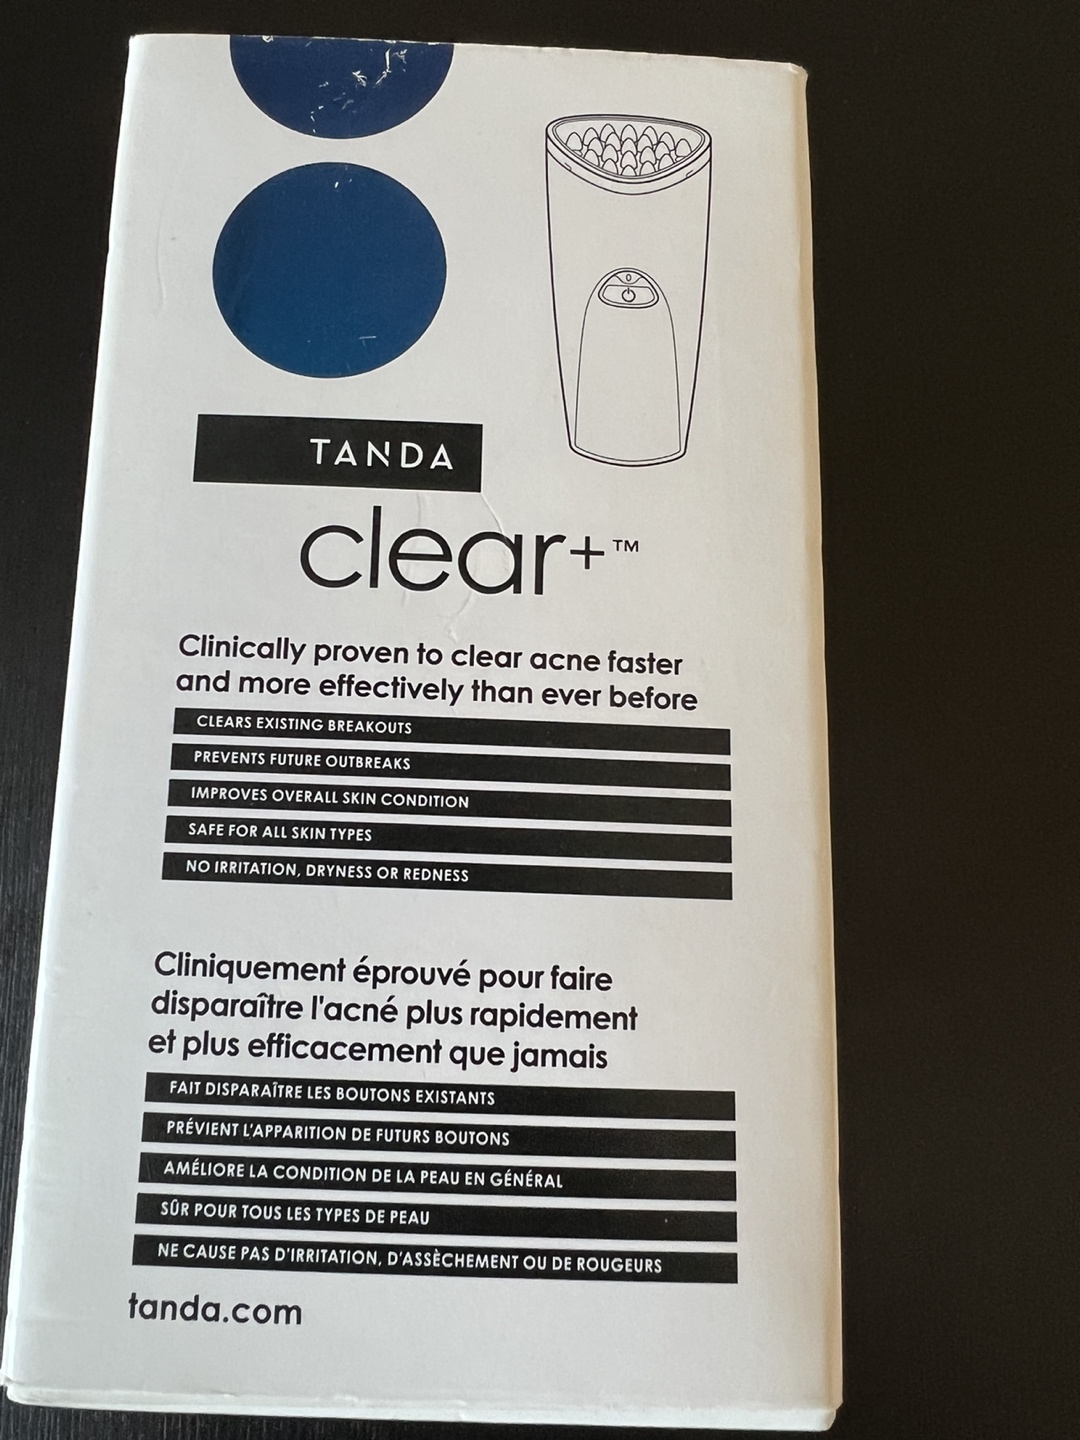 TANDA
clear+™
Clinically proven to clear acne faster
and more effectively than ever before
CLEARS EXISTING BREAKOUTS
PREVENTS FUTURE OUTBREAKS
IMPROVES OVERALL SKIN CONDITION
SAFE FOR ALL SKIN TYPES
NO IRRITATION, DRYNESS OR REDNESS
Cliniquement éprouvé pour faire
disparaître l'acné plus rapidement
et plus efficacement que jamais
FAIT DISPARAÎTRE LES BOUTONS EXISTANTS
PRÉVIENT L'APPARITION DE FUTURS BOUTONS
AMÉLIORE LA CONDITION DE LA PEAU EN GÉNÉRAL
SÛR POUR TOUS LES TYPES DE PEAU
NE CAUSE PAS D'IRRITATION, D'ASSÈCHEMENT OU DE ROUGEURS
tanda.com